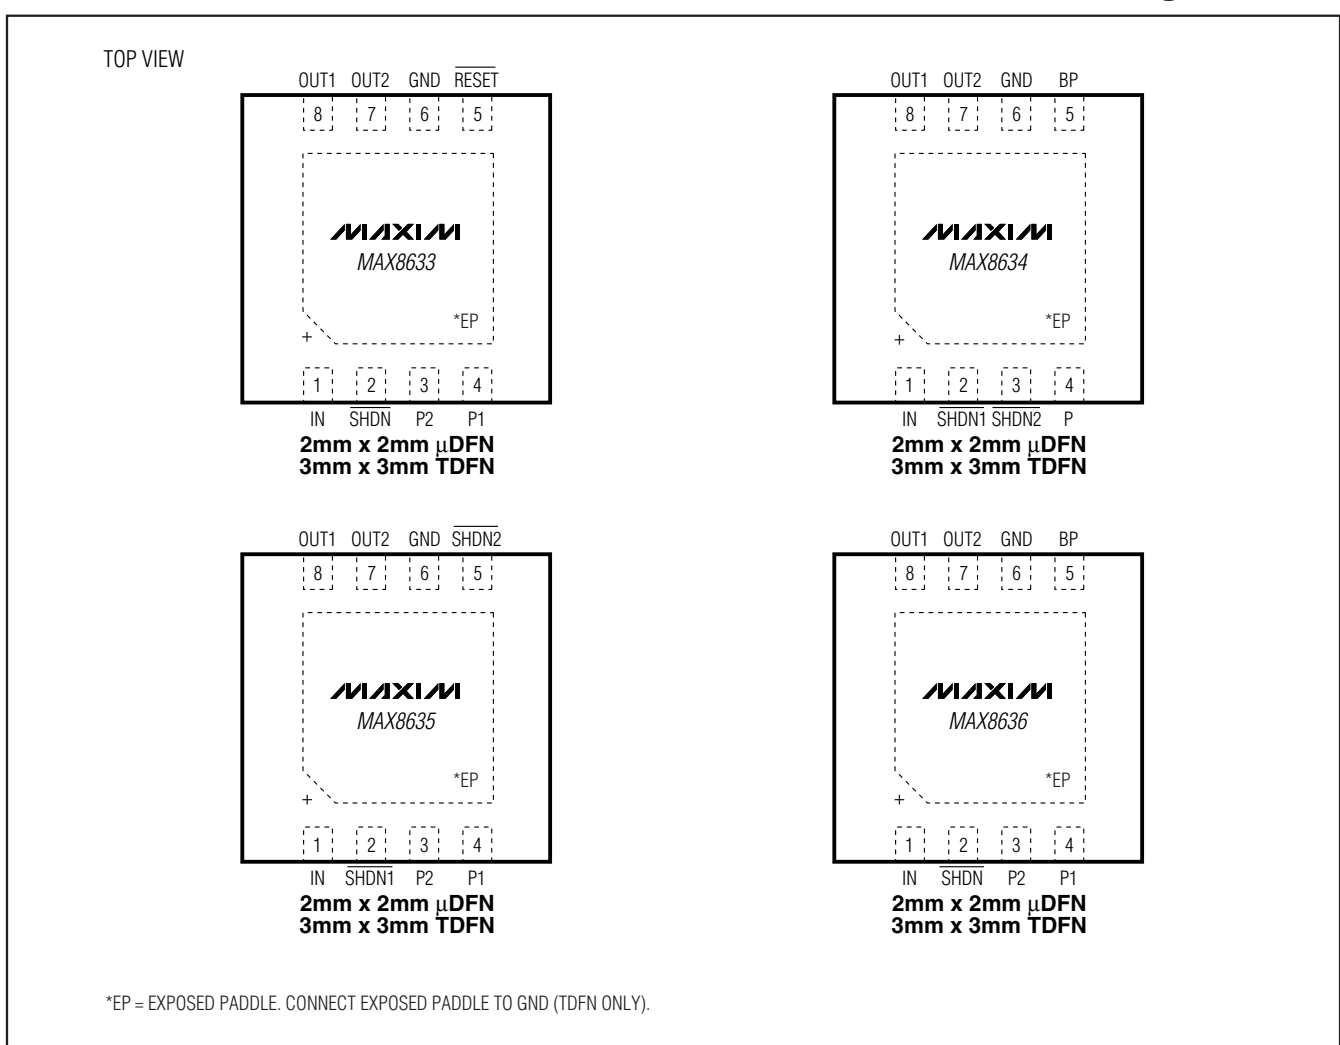 TOP VIEW
OUT1 OUT2 GND RESET
8 7 6 5
MAXIM
MAX8633
*EP
+
1 2 3 4
IN SHDN P2 P1
2mm x 2mm μDFN
3mm x 3mm TDFN
OUT1 OUT2 GND BP
8 7 6 5
MAXIM
MAX8634
*EP
+
1 2 3 4
IN SHDN1 SHDN2 P
2mm x 2mm μDFN
3mm x 3mm TDFN
OUT1 OUT2 GND SHDN2
8 7 6 5
MAXIM
MAX8635
*EP
+
1 2 3 4
IN SHDN1 P2 P1
2mm x 2mm μDFN
3mm x 3mm TDFN
OUT1 OUT2 GND BP
8 7 6 5
MAXIM
MAX8636
*EP
+
1 2 3 4
IN SHDN P2 P1
2mm x 2mm μDFN
3mm x 3mm TDFN
*EP = EXPOSED PADDLE. CONNECT EXPOSED PADDLE TO GND (TDFN ONLY).